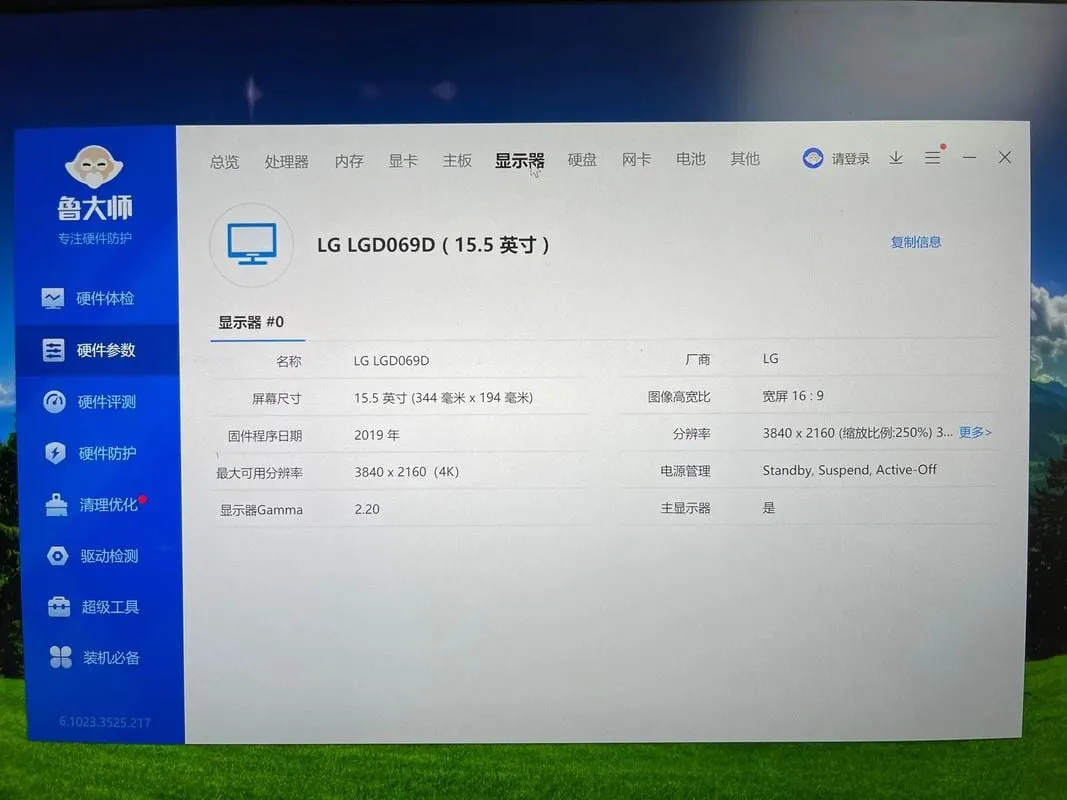 鲁大师
专注硬件防护
硬件体检
硬件参数
硬件评测
硬件防护
清理优化
驱动检测
超级工具
装机必备
6.1023.3525.217
总览 处理器 内存 显卡 主板 显示器 硬盘 网卡 电池 其他 请登录
LG LGD069D ( 15.5 英寸 )
复制信息
显示器 #0
名称 LG LGD069D 厂商 LG
屏幕尺寸 15.5 英寸 (344 毫米 x 194 毫米) 图像高宽比 宽屏 16 : 9
固件程序日期 2019 年 分辨率 3840 x 2160 (缩放比例:250%) 3... 更多>
最大可用分辨率 3840 x 2160（4K） 电源管理 Standby, Suspend, Active-Off
显示器Gamma 2.20 主显示器 是